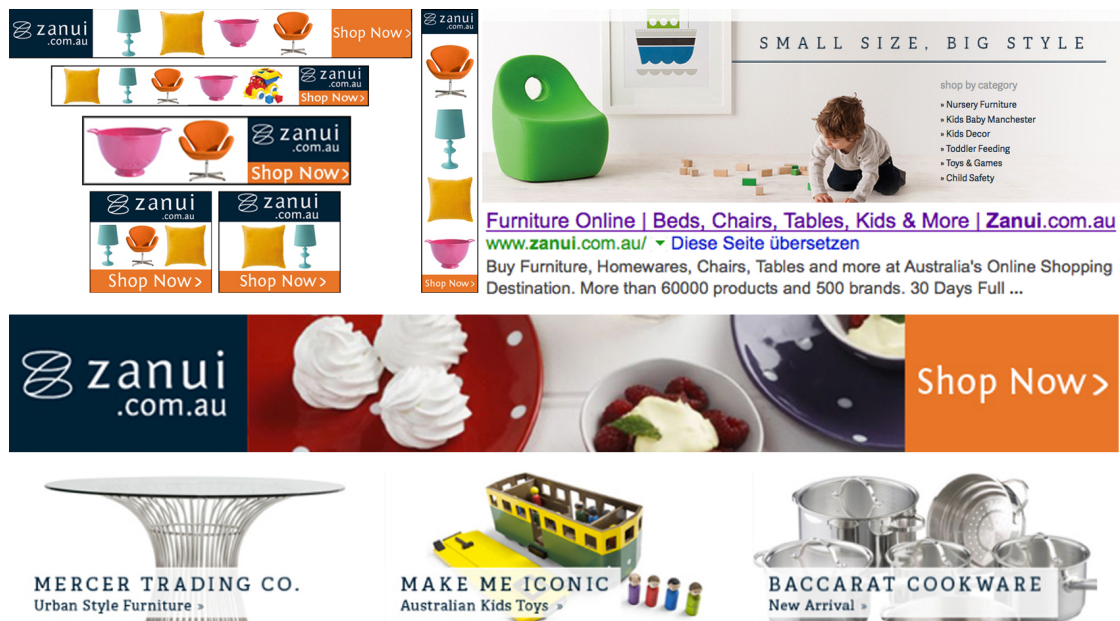 zanui
.com.au
Shop Now>
zanui
.com.au
Shop Now>
zanui
.com.au
Shop Now>
zanui
.com.au
Shop Now>
zanui
.com.au
Shop Now>
zanui
.com.au
Shop Now>
SMALL SIZE, BIG STYLE
shop by category
» Nursery Furniture
» Kids Baby Manchester
» Kids Decor
» Toddler Feeding
» Toys & Games
» Child Safety
Furniture Online | Beds, Chairs, Tables, Kids & More | Zanui.com.au
www.zanui.com.au/ ▾ Diese Seite übersetzen
Buy Furniture, Homewares, Chairs, Tables and more at Australia's Online Shopping
Destination. More than 60000 products and 500 brands. 30 Days Full ...
zanui
.com.au
Shop Now>
MERCER TRADING CO.
Urban Style Furniture »
MAKE ME ICONIC
Australian Kids Toys »
BACCARAT COOKWARE
New Arrival »